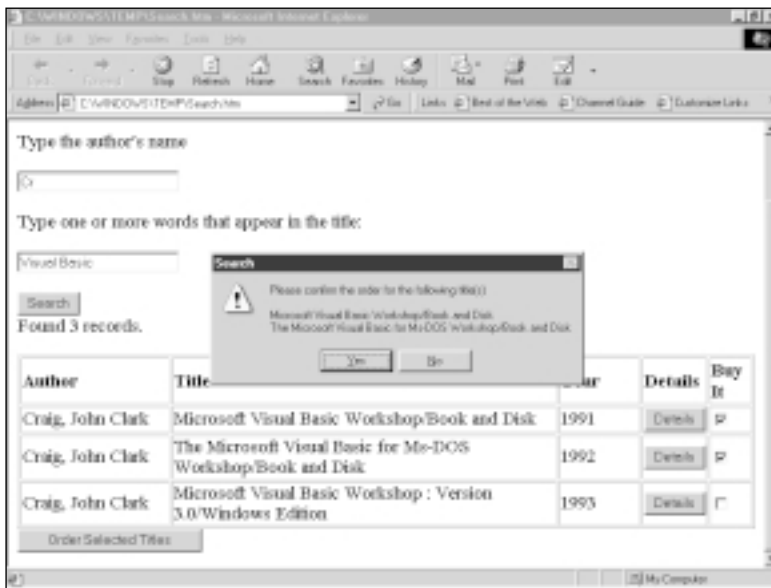 C:\WINDOWS\TEMP\Search.htm - Microsoft Internet Explorer
File Edit View Favorites Tools Help
Back Forward Stop Refresh Home Search Favorites History Mail Print Edit
Address C:\WINDOWS\TEMP\Search.htm Go Links Best of the Web Channel Guide Customize Links
Type the author's name
Type one or more words that appear in the title:
Visual Basic
Search
Found 3 records.
Search
Please confirm the order for the following title(s)
Microsoft Visual Basic Workshop/Book and Disk
The Microsoft Visual Basic for Ms-DOS Workshop/Book and Disk
Yes No
Author Details Buy It
Craig, John Clark Microsoft Visual Basic Workshop/Book and Disk 1991 Details
Craig, John Clark The Microsoft Visual Basic for Ms-DOS
Workshop/Book and Disk 1992 Details
Craig, John Clark Microsoft Visual Basic Workshop : Version
3.0/Windows Edition 1993 Details
Order Selected Titles
My Computer